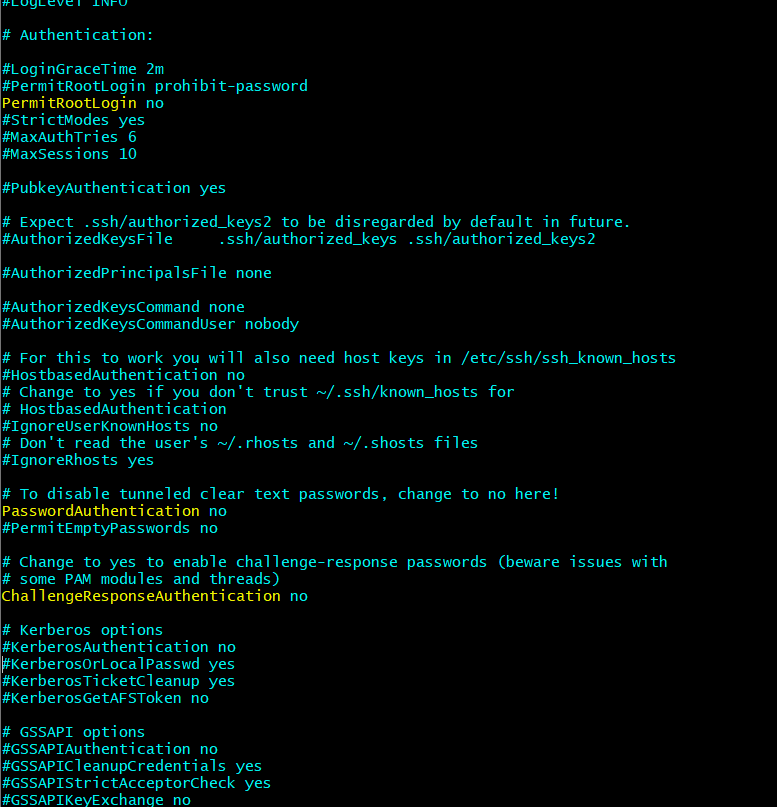 #LogLevel INFO
# Authentication:
#LoginGraceTime 2m
#PermitRootLogin prohibit-password
PermitRootLogin no
#StrictModes yes
#MaxAuthTries 6
#MaxSessions 10
#PubkeyAuthentication yes
# Expect .ssh/authorized_keys2 to be disregarded by default in future.
#AuthorizedKeysFile     .ssh/authorized_keys .ssh/authorized_keys2
#AuthorizedPrincipalsFile none
#AuthorizedKeysCommand none
#AuthorizedKeysCommandUser nobody
# For this to work you will also need host keys in /etc/ssh/ssh_known_hosts
#HostbasedAuthentication no
# Change to yes if you don't trust ~/.ssh/known_hosts for
# HostbasedAuthentication
#IgnoreUserKnownHosts no
# Don't read the user's ~/.rhosts and ~/.shosts files
#IgnoreRhosts yes
# To disable tunneled clear text passwords, change to no here!
PasswordAuthentication no
#PermitEmptyPasswords no
# Change to yes to enable challenge-response passwords (beware issues with
# some PAM modules and threads)
ChallengeResponseAuthentication no
# Kerberos options
#KerberosAuthentication no
#KerberosOrLocalPasswd yes
#KerberosTicketCleanup yes
#KerberosGetAFSToken no
# GSSAPI options
#GSSAPIAuthentication no
#GSSAPICleanupCredentials yes
#GSSAPIStrictAcceptorCheck yes
#GSSAPIKeyExchange no